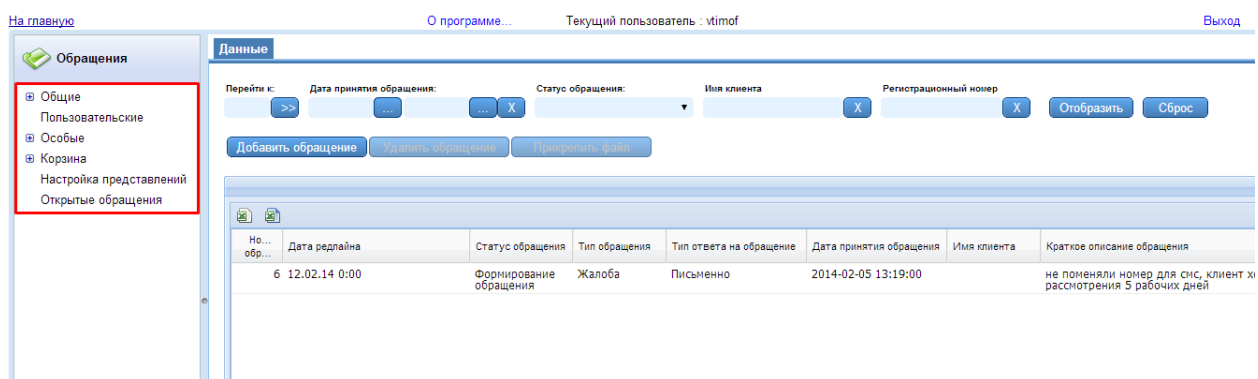 На главную О программе... Текущий пользователь : vtimof Выход
Обращения
Общие
Пользовательские
Особые
Корзина
Настройка представлений
Открытые обращения
Данные
Перейти к: Дата принятия обращения: Статус обращения: Имя клиента Регистрационный номер
>> ... ... X X X Отобразить Сброс
Добавить обращение Удалить обращение Прикрепить файл
Но... обр... Дата редлайна Статус обращения Тип обращения Тип ответа на обращение Дата принятия обращения Имя клиента Краткое описание обращения
6 12.02.14 0:00 Формирование Жалоба Письменно 2014-02-05 13:19:00 не поменяли номер для смс, клиент хо
обращения рассмотрения 5 рабочих дней